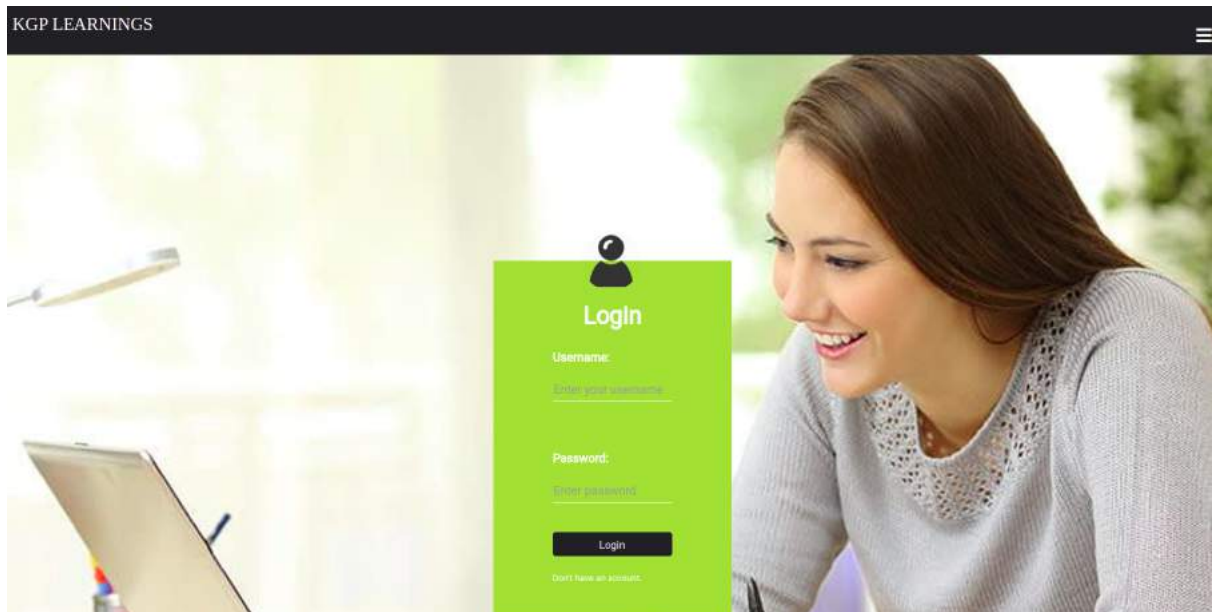 KGP LEARNINGS
Login
Username:
Enter your username
Password:
Enter password
Login
Don't have an account.